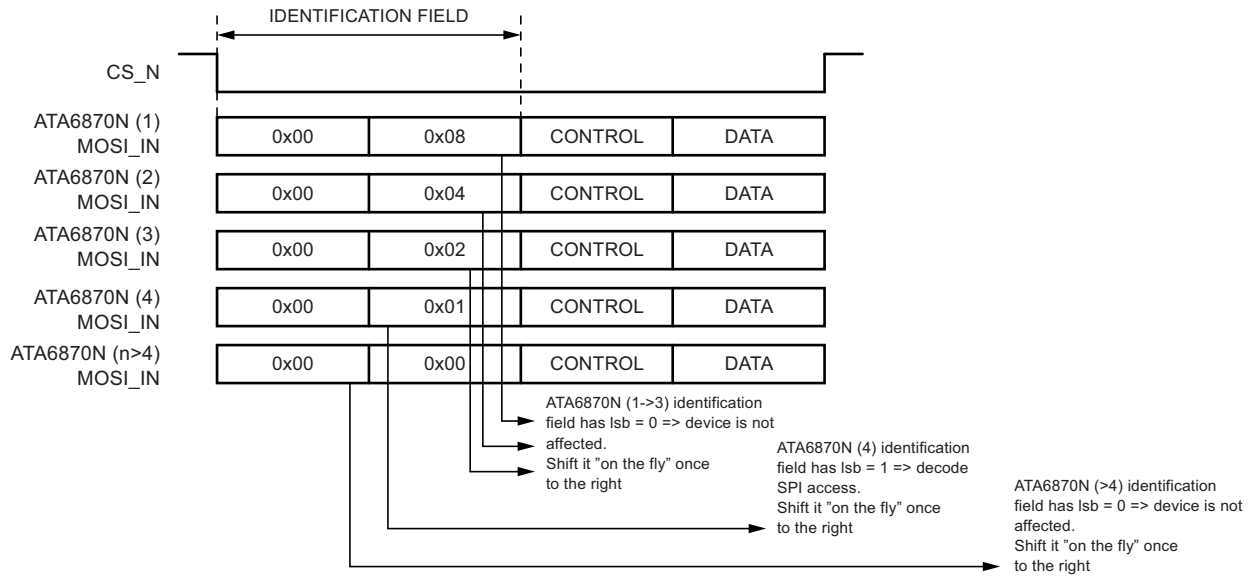 IDENTIFICATION FIELD
CS_N
ATA6870N (1)
MOSI_IN
0x00 0x08 CONTROL DATA
ATA6870N (2)
MOSI_IN
0x00 0x04 CONTROL DATA
ATA6870N (3)
MOSI_IN
0x00 0x02 CONTROL DATA
ATA6870N (4)
MOSI_IN
0x00 0x01 CONTROL DATA
ATA6870N (n>4)
MOSI_IN
0x00 0x00 CONTROL DATA
ATA6870N (1->3) identification
field has lsb = 0 => device is not
affected.
Shift it "on the fly" once
to the right
ATA6870N (4) identification
field has lsb = 1 => decode
SPI access.
Shift it "on the fly" once
to the right
ATA6870N (>4) identification
field has lsb = 0 => device is not
affected.
Shift it "on the fly" once
to the right